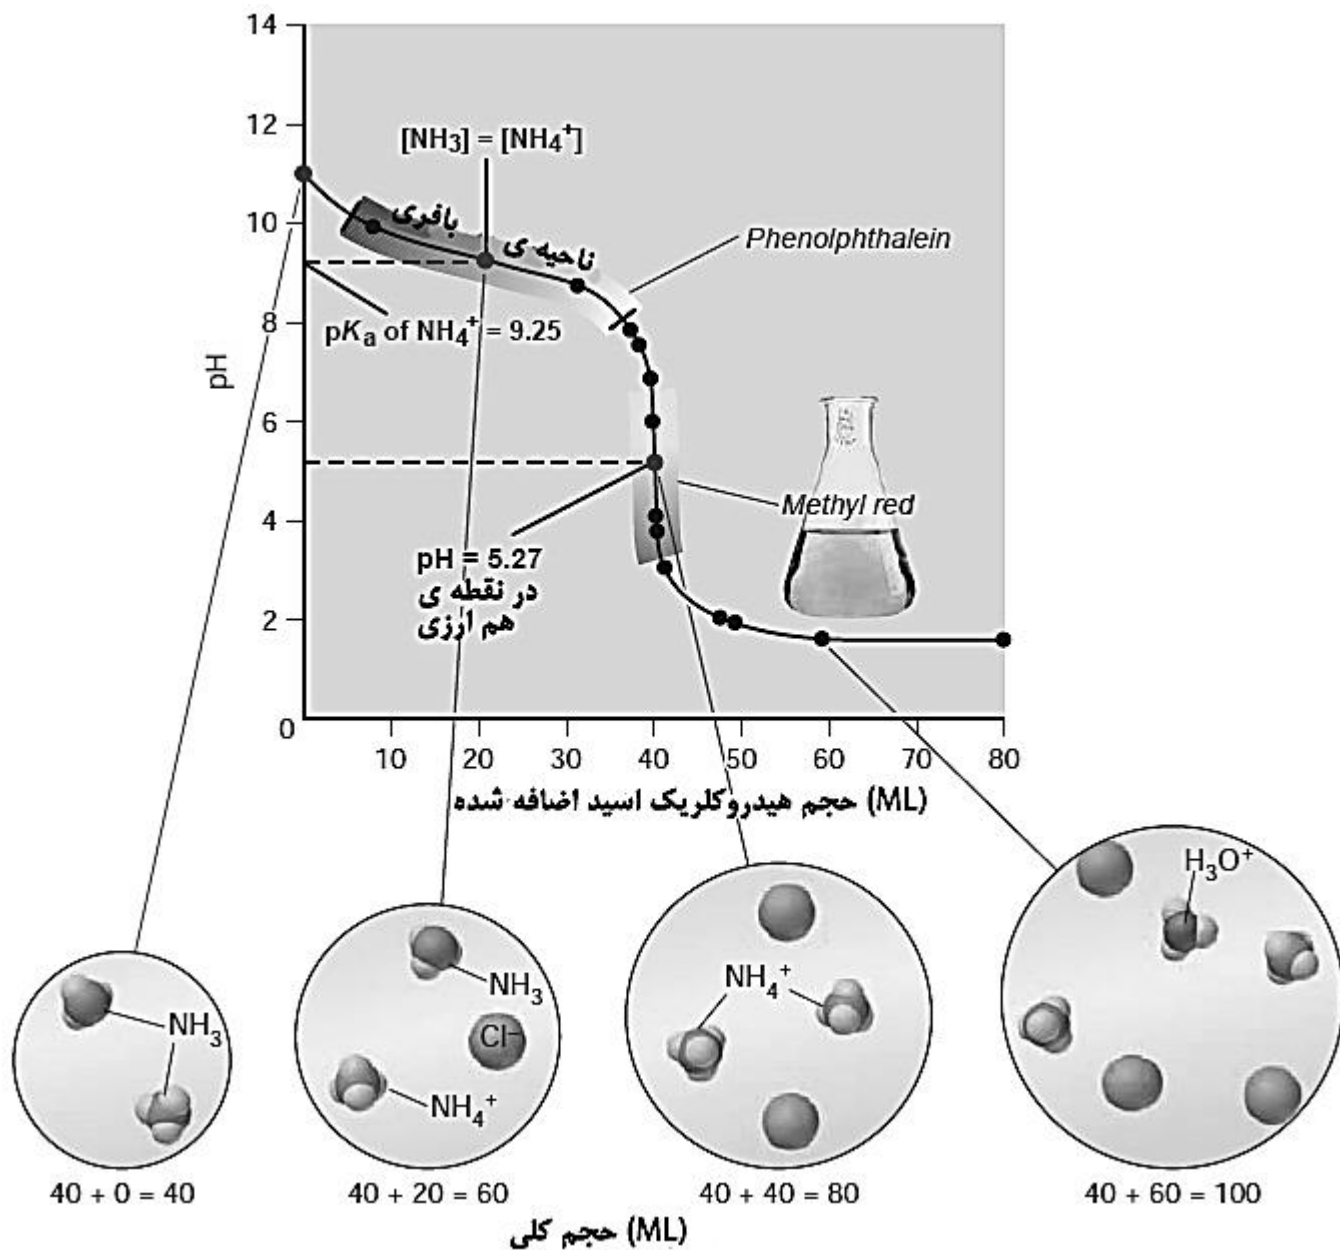 14
12
[NH3] = [NH4+]
10
ناحیه ی بافری
Phenolphthalein
8
pKa of NH4+ = 9.25
pH
6
Methyl red
4
pH = 5.27
در نقطه ی
هم ارزی
2
0
10 20 30 40 50 60 70 80
حجم هیدروکلریک اسید اضافه شده (ML)
H3O+
NH3
NH3
Cl−
NH4+
NH4+
40 + 0 = 40
40 + 20 = 60
40 + 40 = 80
40 + 60 = 100
حجم کلی (ML)